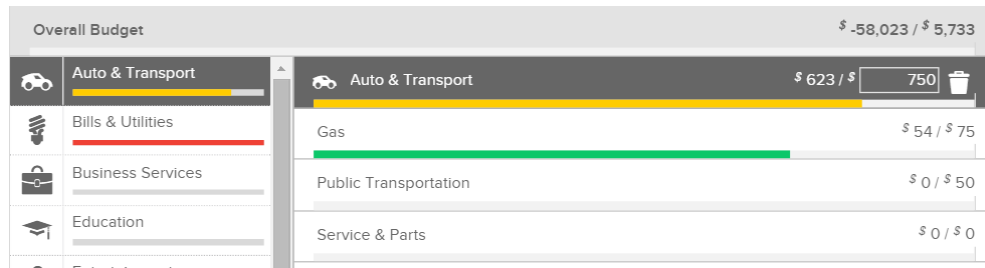 Overall Budget $ -58,023 / $ 5,733
Auto & Transport
Bills & Utilities
Business Services
Education
Auto & Transport $ 623 / $ 750
Gas $ 54 / $ 75
Public Transportation $ 0 / $ 50
Service & Parts $ 0 / $ 0